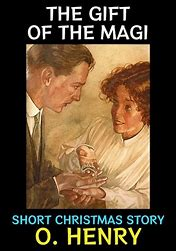 THE GIFT
OF THE MAGI
SHORT CHRISTMAS STORY
O. HENRY